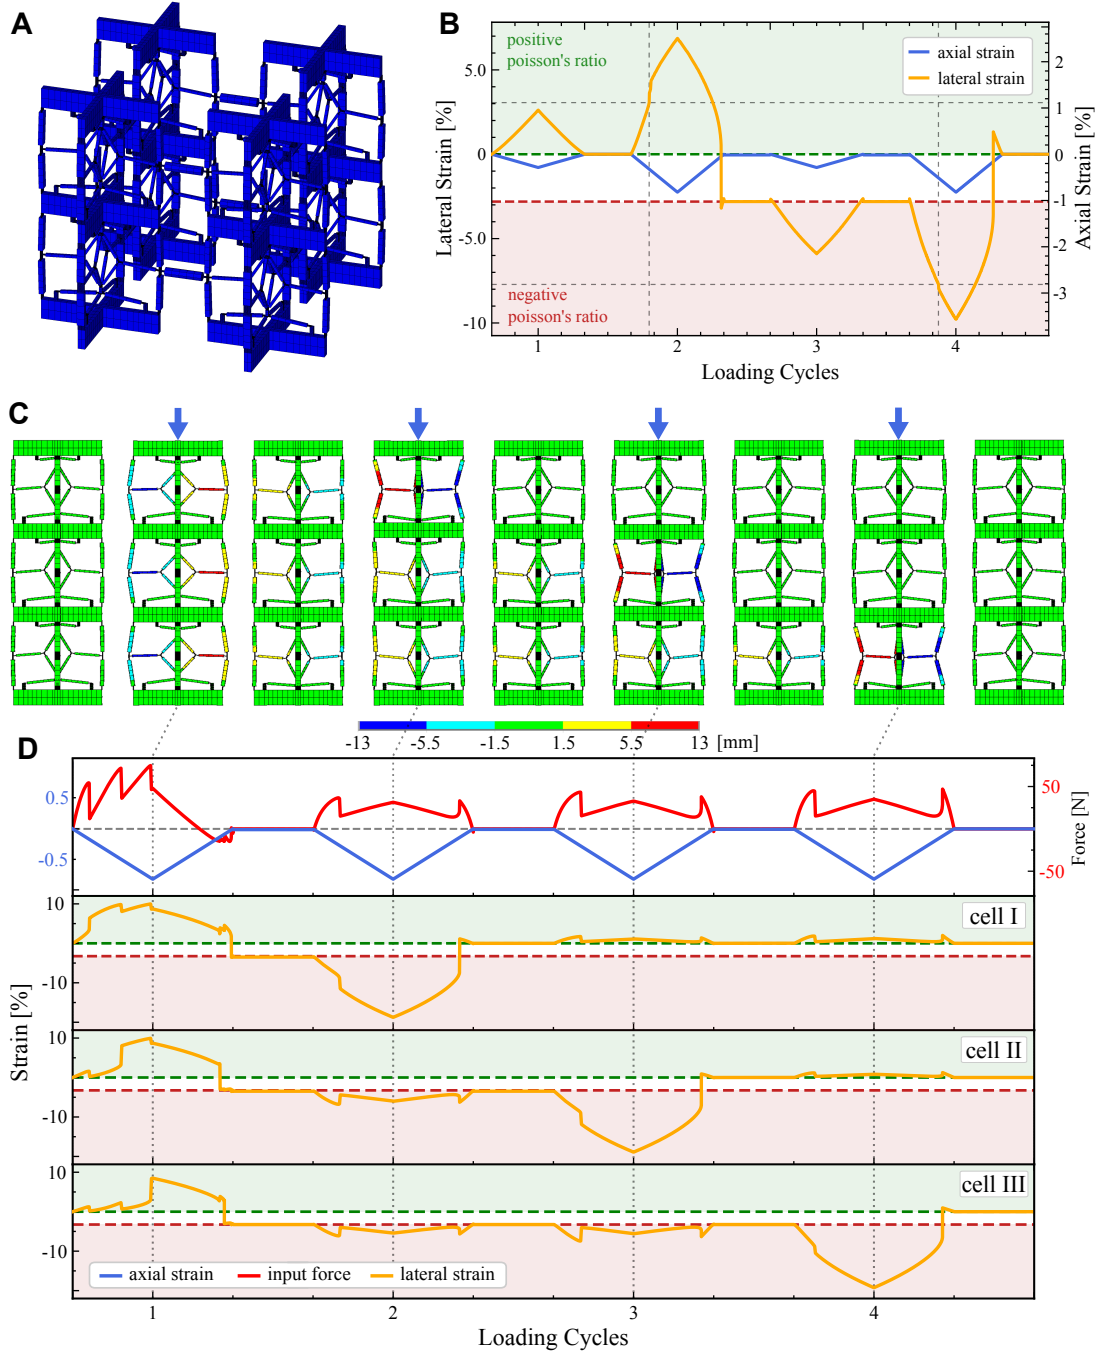 A
B
positive
poisson's ratio
axial strain
lateral strain
5.0
0
-5.0
-10
Lateral Strain [%]
2
1
0
-1
-2
-3
Axial Strain [%]
negative
poisson's ratio
1 2 3 4
Loading Cycles
C
-13 -5.5 -1.5 1.5 5.5 13 [mm]
D
0.5
-0.5
50
-50
Force [N]
10
-10
cell I
10
-10
cell II
10
-10
cell III
Strain [%]
axial strain input force lateral strain
1 2 3 4
Loading Cycles